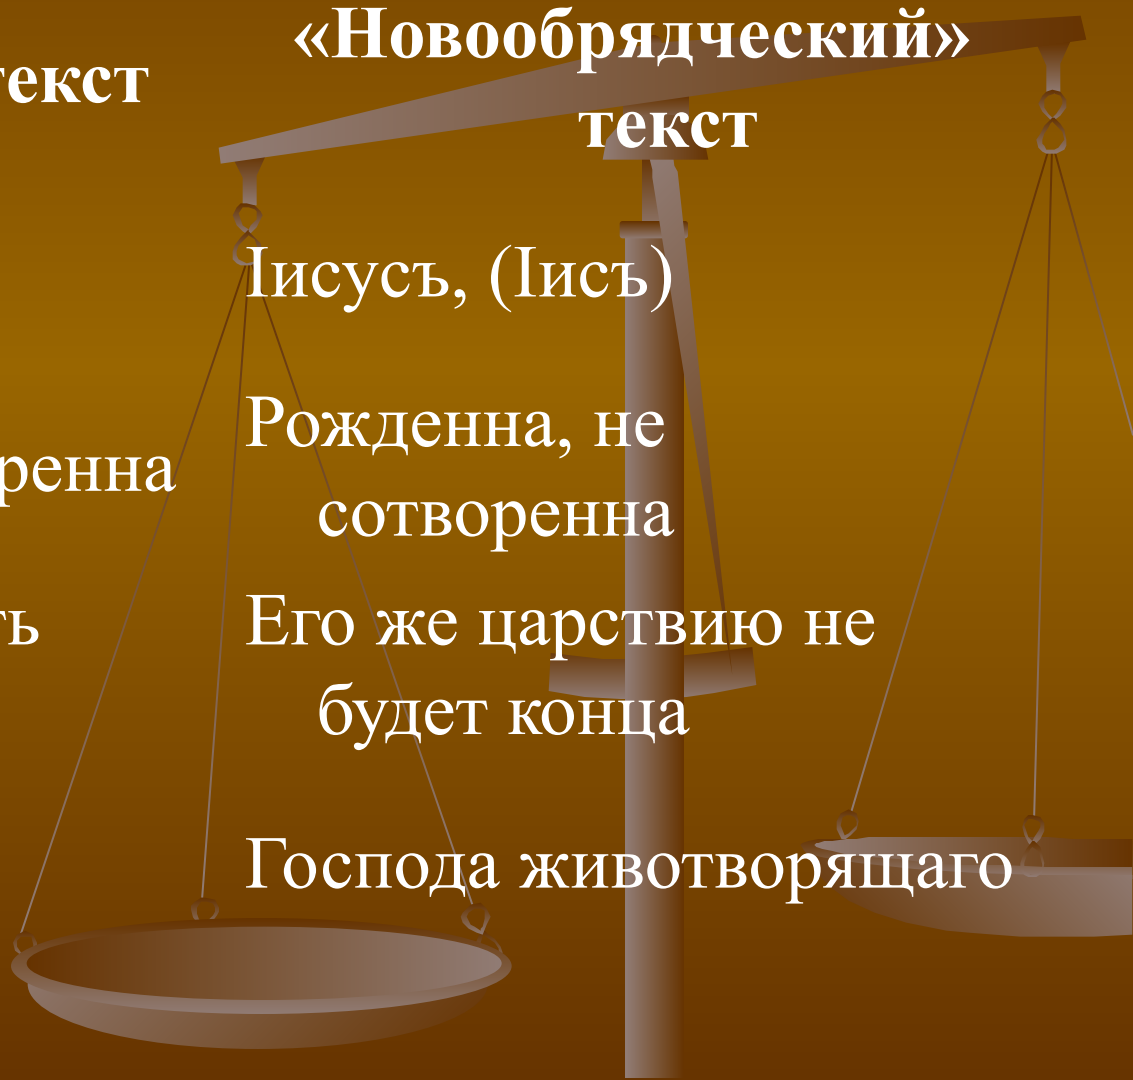 текст
«Новообрядческий»
текст
Іисусъ, (Іисъ)
Рожденна, не
ренна
сотворенна
ть
Его же царствию не
будет конца
Господа животворящаго